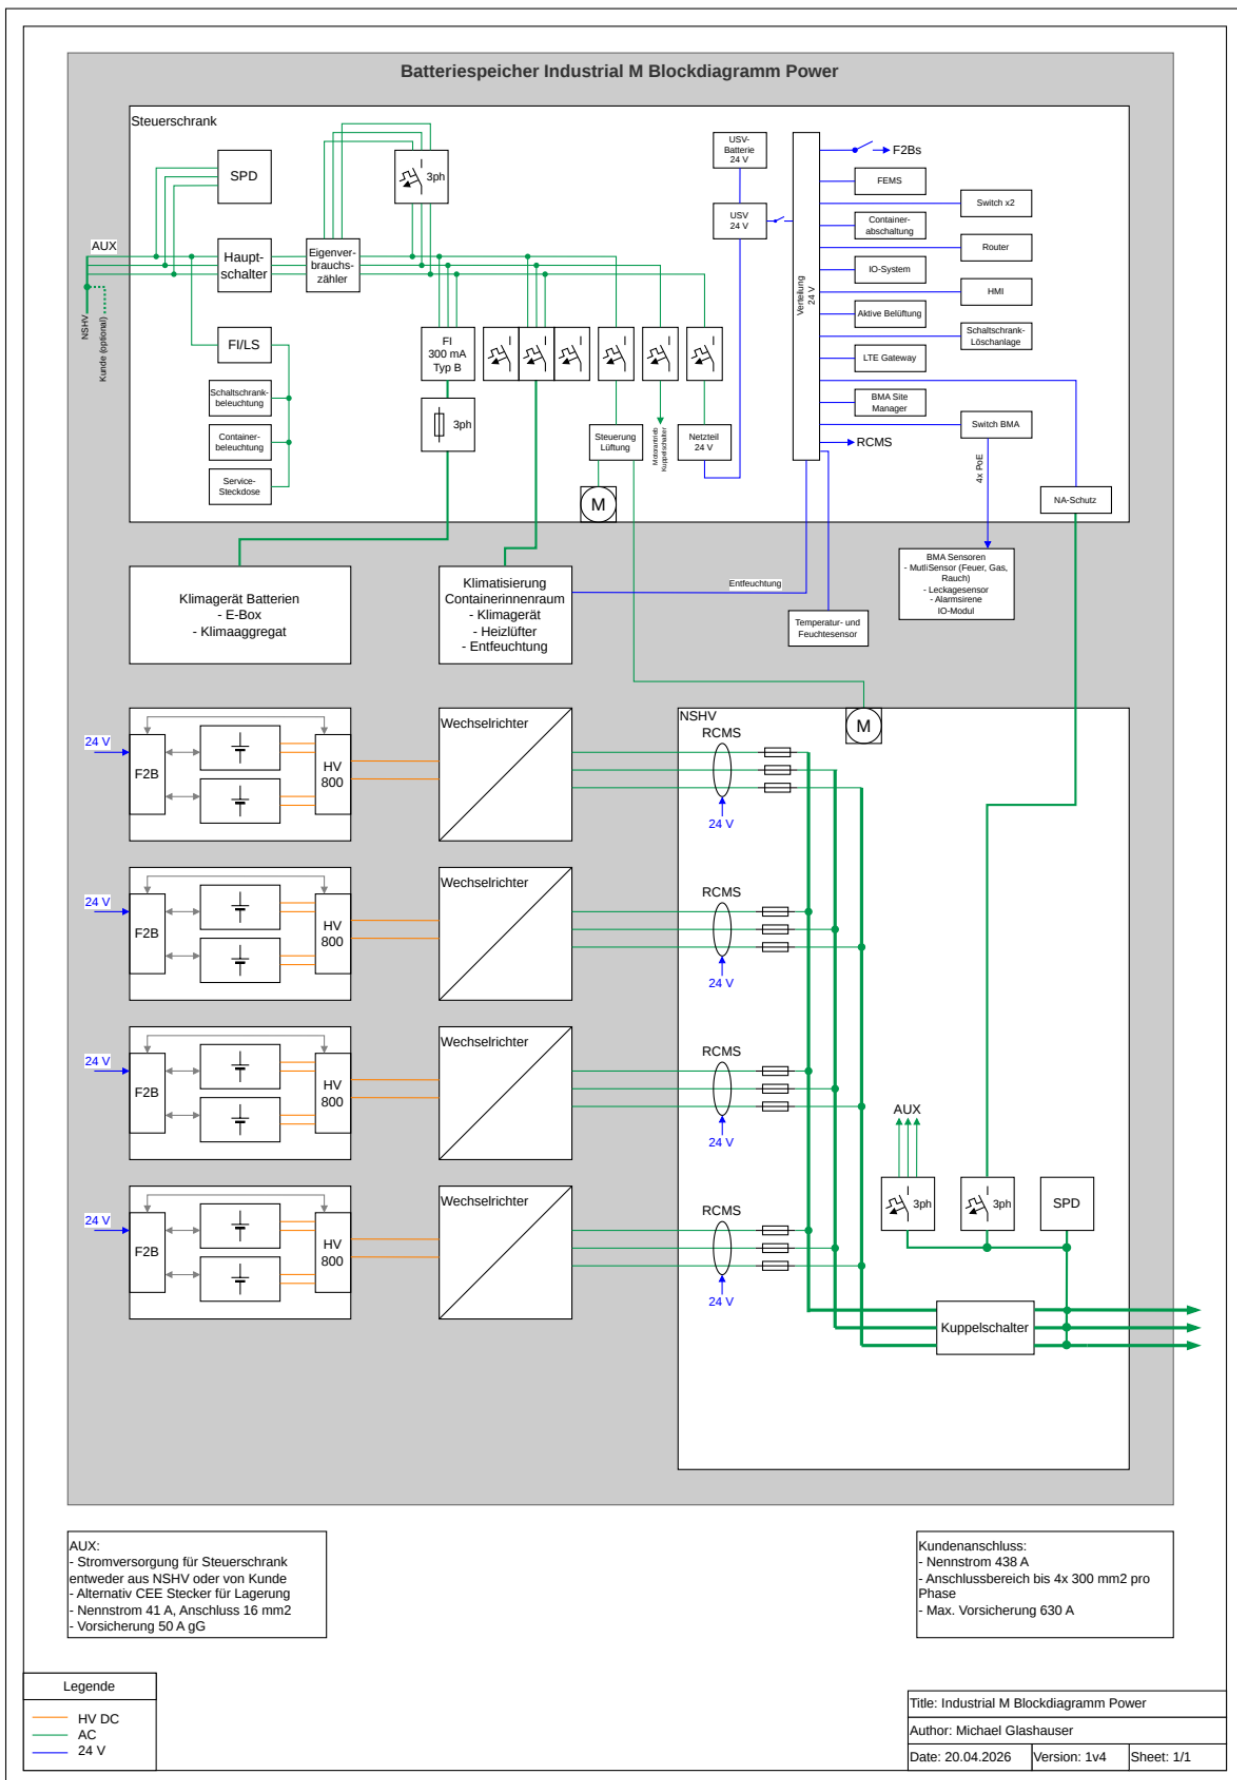 Batteriespeicher Industrial M Blockdiagramm Power
Steuerschrank
SPD
3ph
USV-
Batterie
24 V
F2Bs
FEMS
Switch x2
USV
24 V
Container-
abschaltung
AUX
Haupt-
schalter
Eigenver-
brauchs-
zähler
Router
IO-System
Verteilung
24 V
HMI
Aktive Belüftung
NSHV
Kunde (optional)
FI/LS
FI
300 mA
Typ B
Schaltschrank-
Löschanlage
LTE Gateway
Schaltschrank-
beleuchtung
3ph
BMA Site
Manager
Container-
beleuchtung
Steuerung
Lüftung
Motorantrieb
Kuppelschalter
Netzteil
24 V
Switch BMA
RCMS
4x PoE
Service-
Steckdose
M
NA-Schutz
Klimagerät Batterien
- E-Box
- Klimaaggregat
Klimatisierung
Containerinnenraum
- Klimagerät
- Heizlüfter
- Entfeuchtung
Entfeuchtung
Temperatur- und
Feuchtesensor
BMA Sensoren
- MutliSensor (Feuer, Gas,
Rauch)
- Leckagesensor
- Alarmsirene
IO-Modul
24 V
F2B
HV
800
Wechselrichter
NSHV
M
RCMS
24 V
24 V
F2B
HV
800
Wechselrichter
RCMS
24 V
24 V
F2B
HV
800
Wechselrichter
RCMS
24 V
AUX
24 V
F2B
HV
800
Wechselrichter
RCMS
24 V
3ph
3ph
SPD
Kuppelschalter
AUX:
- Stromversorgung für Steuerschrank
entweder aus NSHV oder von Kunde
- Alternativ CEE Stecker für Lagerung
- Nennstrom 41 A, Anschluss 16 mm2
- Vorsicherung 50 A gG
Kundenanschluss:
- Nennstrom 438 A
- Anschlussbereich bis 4x 300 mm2 pro
Phase
- Max. Vorsicherung 630 A
Legende
HV DC
AC
24 V
Title: Industrial M Blockdiagramm Power
Author: Michael Glashauser
Date: 20.04.2026 Version: 1v4 Sheet: 1/1